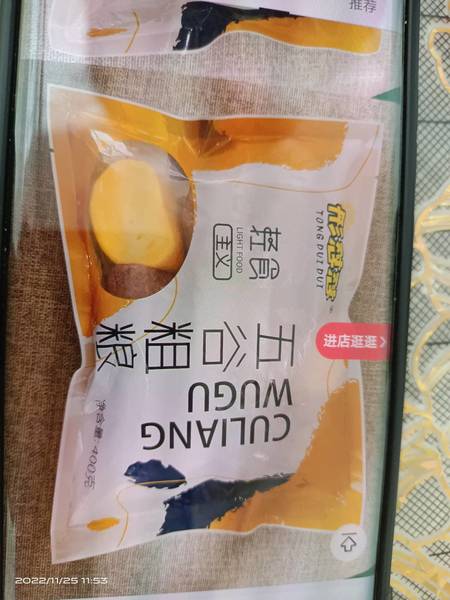 推荐
TONG DUI DUI
轻食
LIGHT FOOD
主义
进店逛逛
五谷粗粮
WUGU
CULIANG
净含量:400克
2022/11/25 11:53